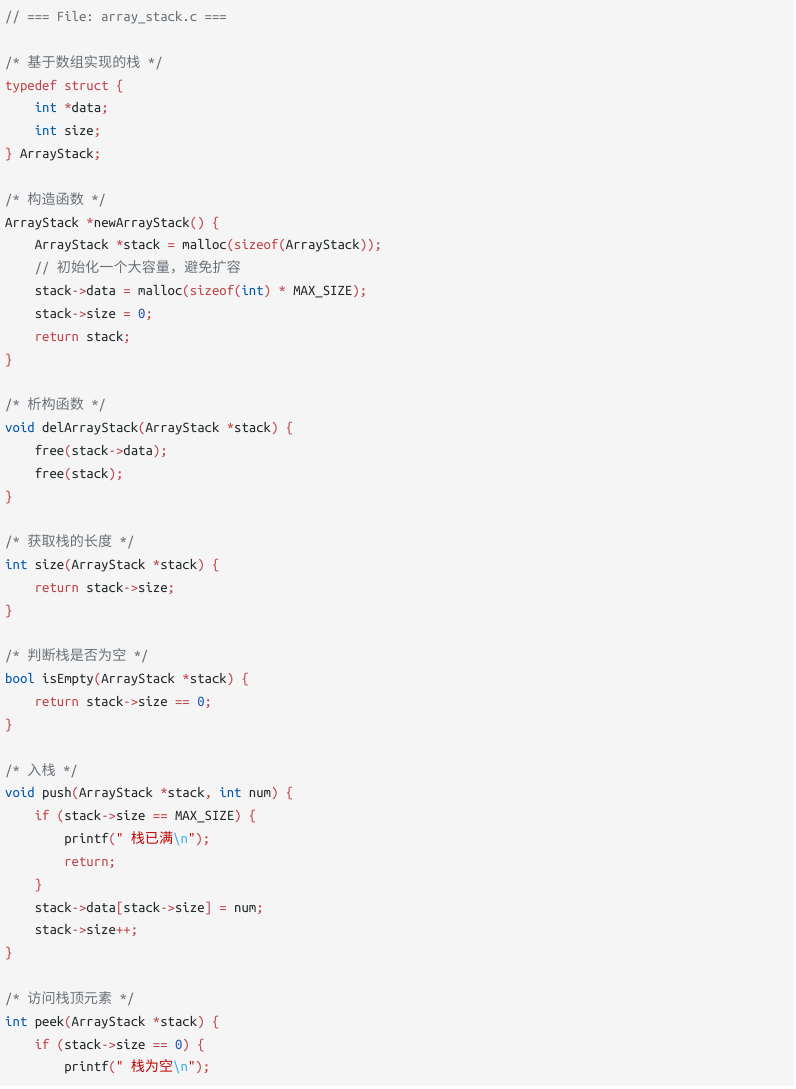 // === File: array_stack.c ===
/* 基于数组实现的栈 */
typedef struct {
    int *data;
    int size;
} ArrayStack;
/* 构造函数 */
ArrayStack *newArrayStack() {
    ArrayStack *stack = malloc(sizeof(ArrayStack));
    // 初始化一个大容量，避免扩容
    stack->data = malloc(sizeof(int) * MAX_SIZE);
    stack->size = 0;
    return stack;
}
/* 析构函数 */
void delArrayStack(ArrayStack *stack) {
    free(stack->data);
    free(stack);
}
/* 获取栈的长度 */
int size(ArrayStack *stack) {
    return stack->size;
}
/* 判断栈是否为空 */
bool isEmpty(ArrayStack *stack) {
    return stack->size == 0;
}
/* 入栈 */
void push(ArrayStack *stack, int num) {
    if (stack->size == MAX_SIZE) {
        printf(" 栈已满\n");
        return;
    }
    stack->data[stack->size] = num;
    stack->size++;
}
/* 访问栈顶元素 */
int peek(ArrayStack *stack) {
    if (stack->size == 0) {
        printf(" 栈为空\n");